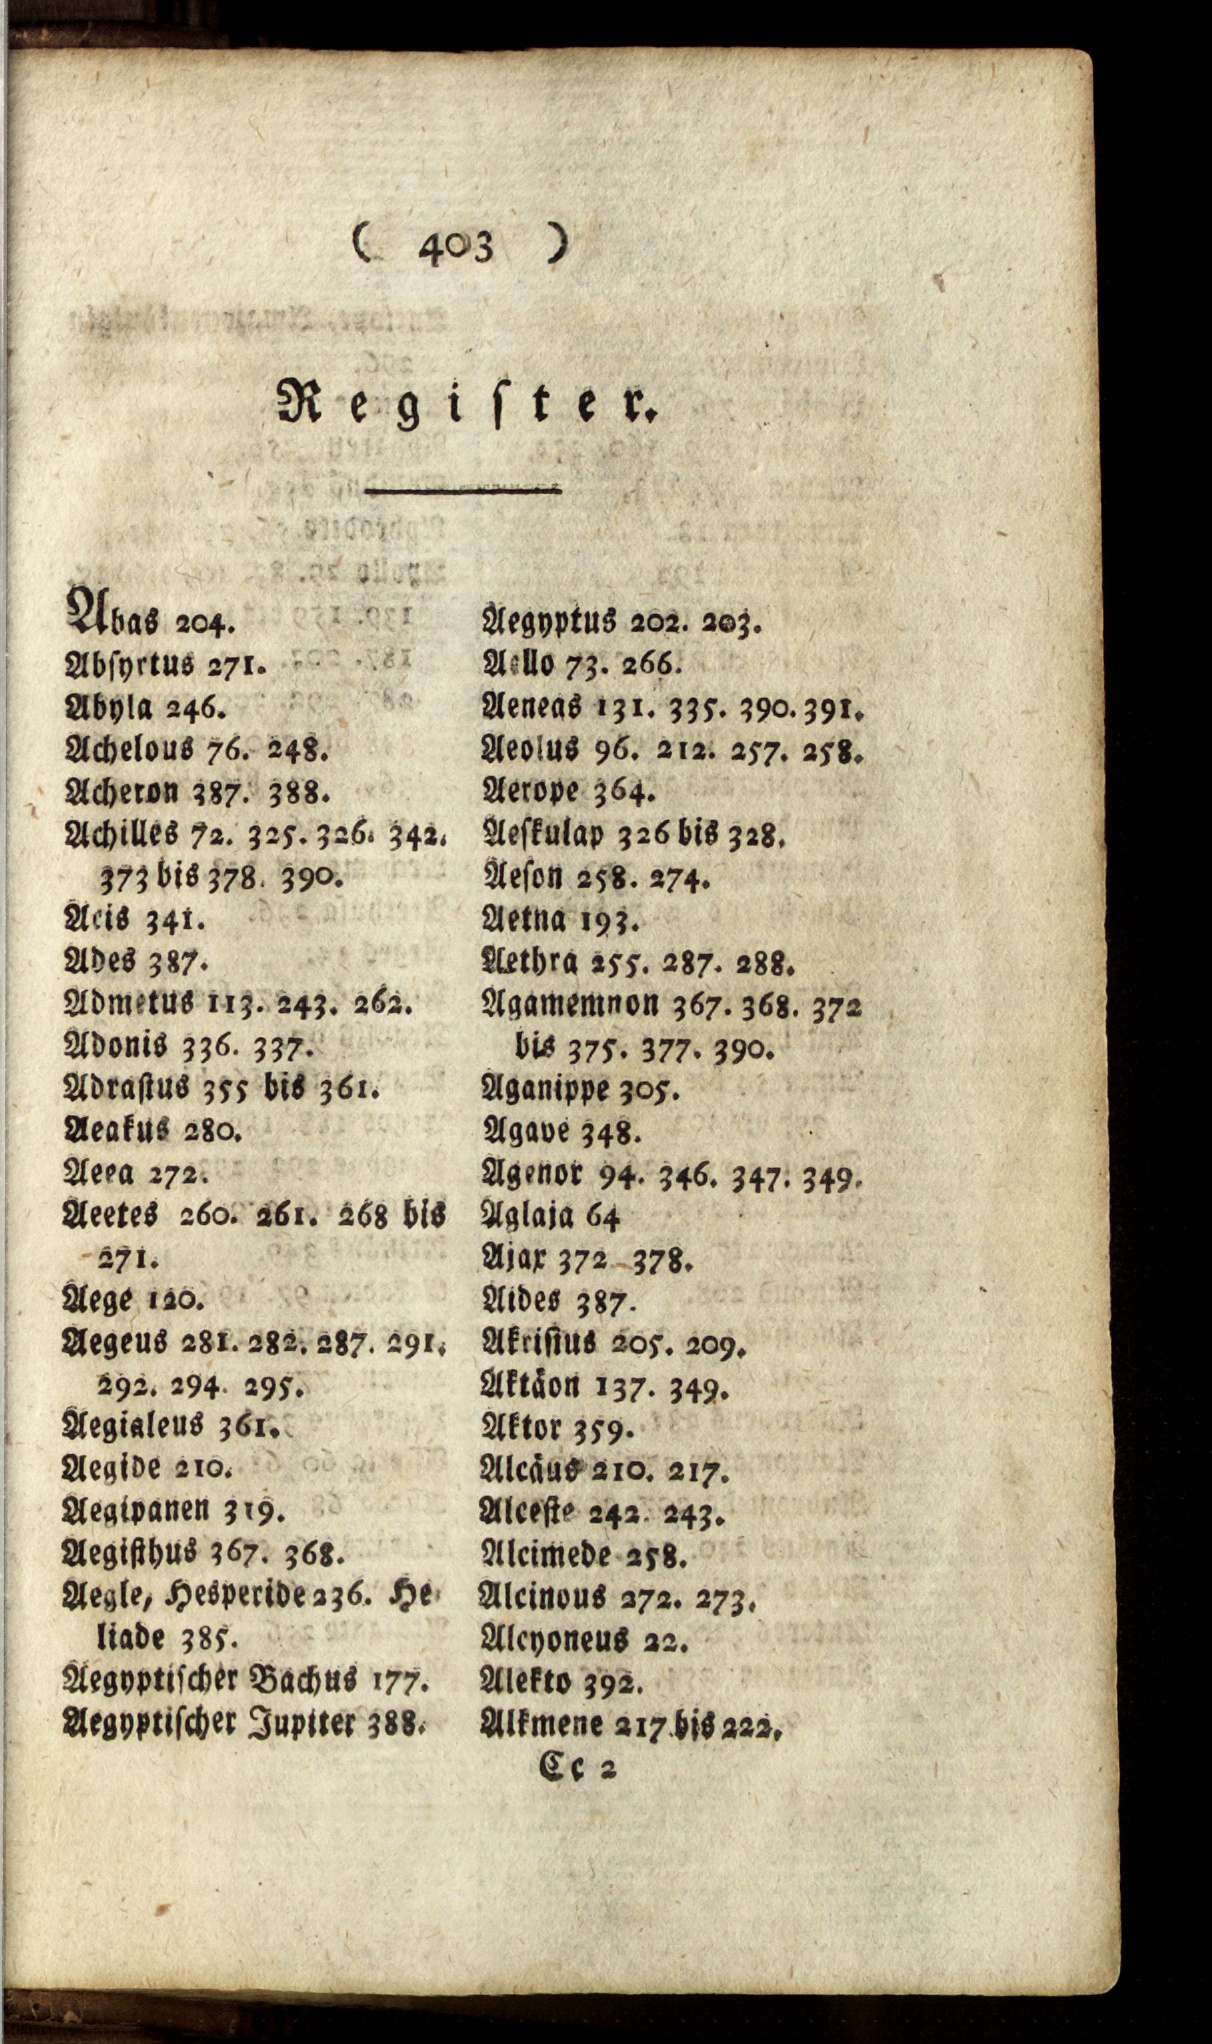 ( 403 )
Regiſter.
Abas 204.
Abſyrtus 271.
Abyla 246.
Achelous 76. 248.
Acheron 387. 388.
Achilles 72. 325. 326. 342.
373 bis 378. 390.
Acis 341.
Ades 387.
Admetus 113. 243. 262.
Adonis 336. 337.
Adraſtus 355 bis 361.
Aeakus 280.
Aeea 272.
Aeetes 260. 261. 268 bis
271.
Aege 120.
Aegeus 281. 282. 287. 291.
292. 294. 295.
Aegialeus 361.
Aegide 210.
Aegipanen 319.
Aegiſthus 367. 368.
Aegle, Hesperide 236. He-
liade 385.
Aegyptiſcher Bachus 177.
Aegyptiſcher Jupiter 388.
Aegyptus 202. 203.
Aello 73. 266.
Aeneas 131. 335. 390. 391.
Aeolus 96. 212. 257. 258.
Aerope 364.
Aeſkulap 326 bis 328.
Aeſon 258. 274.
Aetna 193.
Aethra 255. 287. 288.
Agamemnon 367. 368. 372
bis 375. 377. 390.
Aganippe 305.
Agave 348.
Agenor 94. 346. 347. 349.
Aglaja 64
Ajax 372 378.
Aides 387.
Akriſius 205. 209.
Aktäon 137. 349.
Aktor 359.
Alcäus 210. 217.
Alceſte 242. 243.
Alcimede 258.
Alcinous 272. 273.
Alcyoneus 22.
Alekto 392.
Alkmene 217 bis 222.
Cc 2